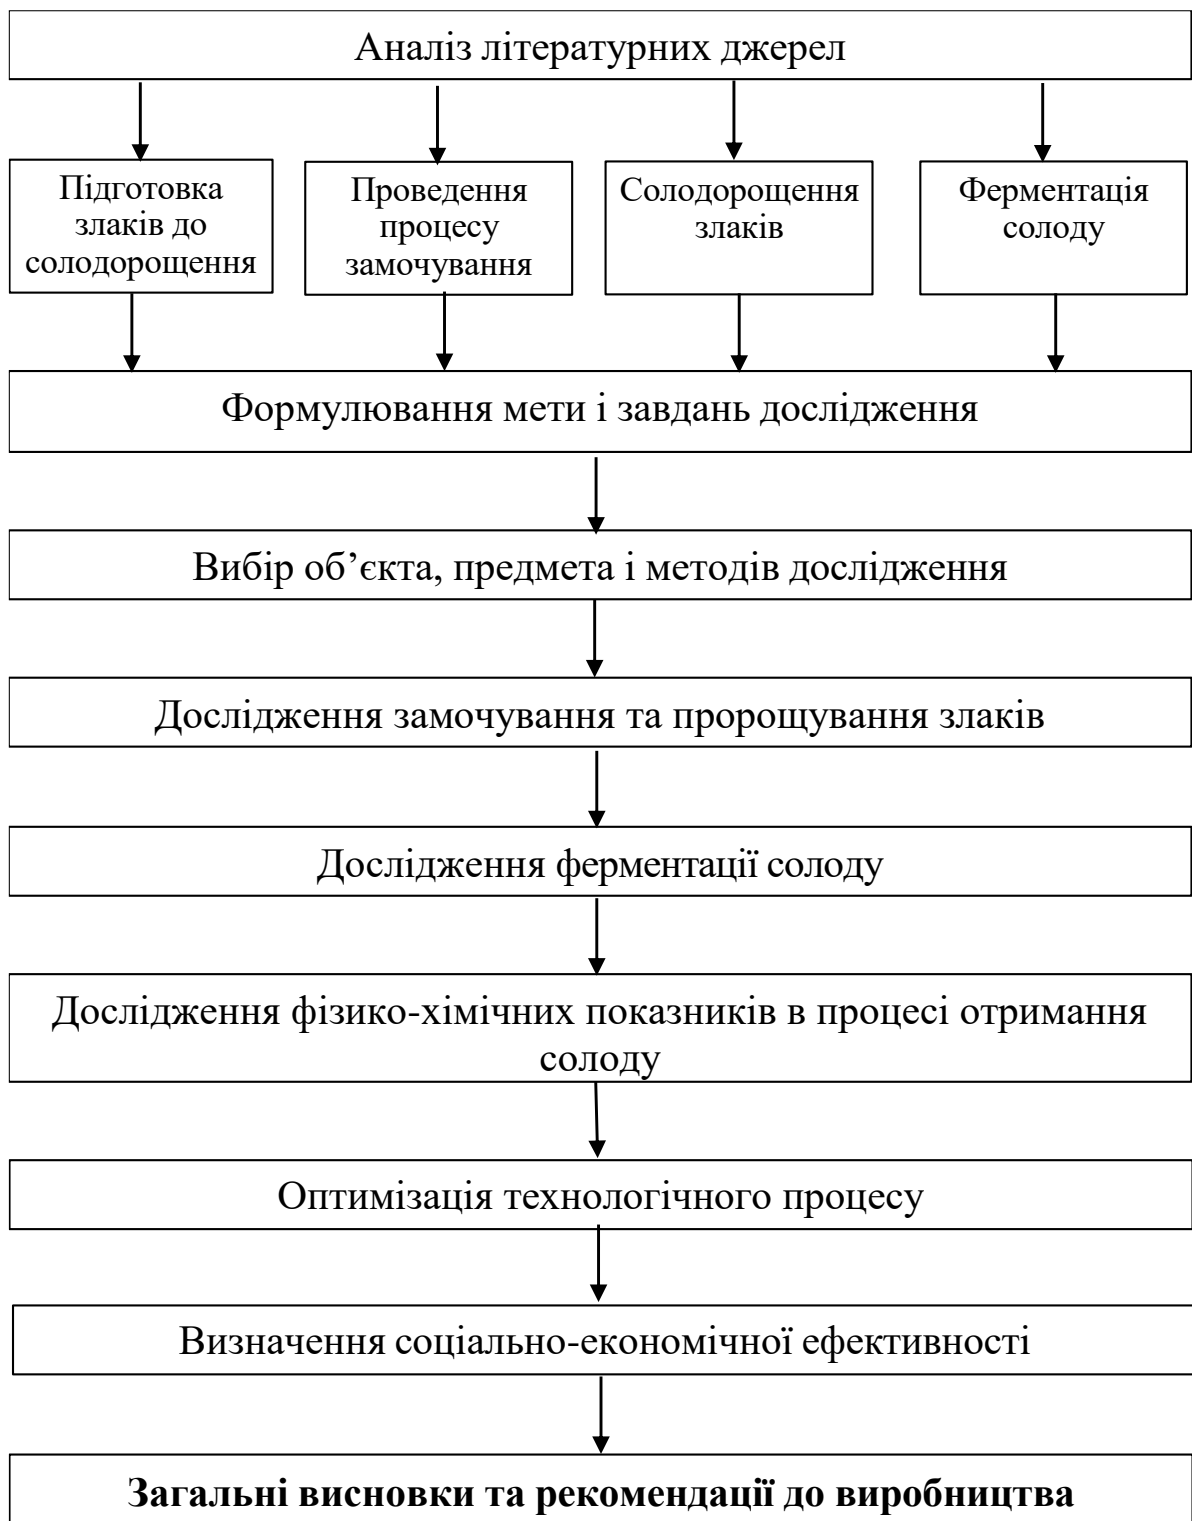 Аналіз літературних джерел
Підготовка
злаків до
солодорощення
Проведення
процесу
замочування
Солодорощення
злаків
Ферментація
солоду
Формулювання мети і завдань дослідження
Вибір об’єкта, предмета і методів дослідження
Дослідження замочування та пророщування злаків
Дослідження ферментації солоду
Дослідження фізико-хімічних показників в процесі отримання
солоду
Оптимізація технологічного процесу
Визначення соціально-економічної ефективності
Загальні висновки та рекомендації до виробництва